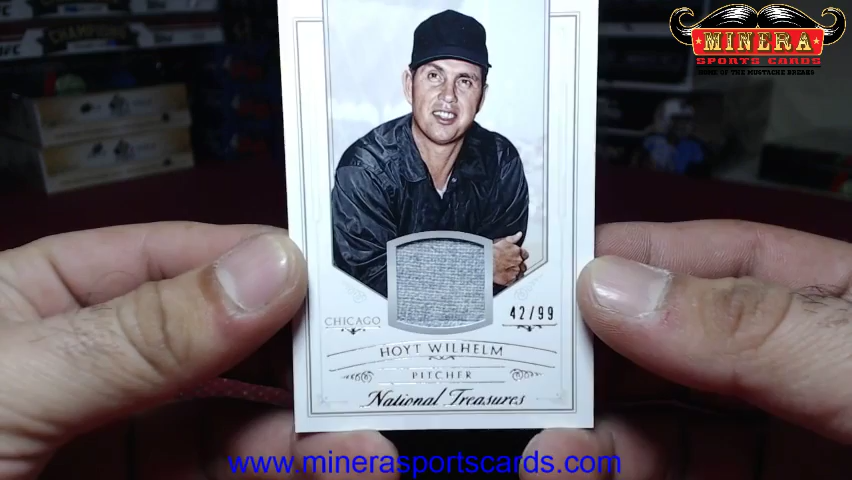 MINERA
SPORTS CARDS
HOME OF THE MUSTACHE BREAKS
CHICAGO
42/99
HOYT WILHELM
PITCHER
National Treasures
www.minerasportscards.com